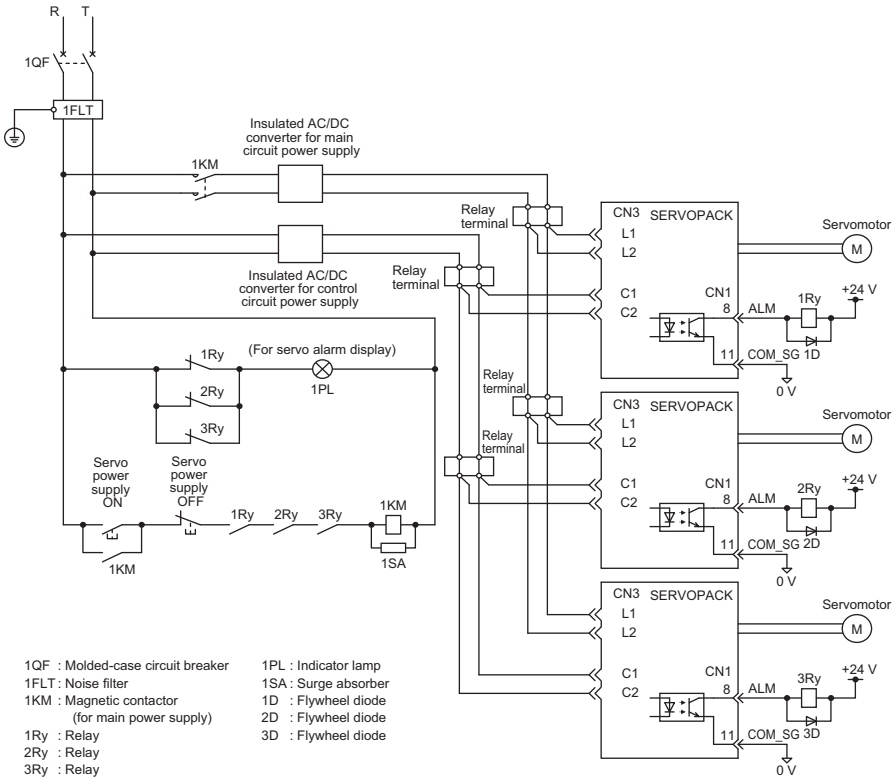 R T
1QF
1FLT
Insulated AC/DC
converter for main
circuit power supply
1KM
Relay
terminal
Insulated AC/DC
converter for control
circuit power supply
Relay
terminal
CN3 SERVOPACK
L1
L2
C1
C2
CN1
8
ALM
11
COM_SG
1Ry
1D
+24 V
0 V
Servomotor
M
1Ry
2Ry
3Ry
(For servo alarm display)
1PL
Relay
terminal
Relay
terminal
CN3 SERVOPACK
L1
L2
C1
C2
CN1
8
ALM
11
COM_SG
2Ry
2D
+24 V
0 V
Servomotor
M
Servo
power
supply
ON
Servo
power
supply
OFF
1Ry
2Ry
3Ry
1KM
1SA
1KM
CN3 SERVOPACK
L1
L2
C1
C2
CN1
8
ALM
11
COM_SG
3Ry
3D
+24 V
0 V
Servomotor
M
1QF : Molded-case circuit breaker
1FLT : Noise filter
1KM : Magnetic contactor
(for main power supply)
1Ry : Relay
2Ry : Relay
3Ry : Relay
1PL : Indicator lamp
1SA : Surge absorber
1D : Flywheel diode
2D : Flywheel diode
3D : Flywheel diode